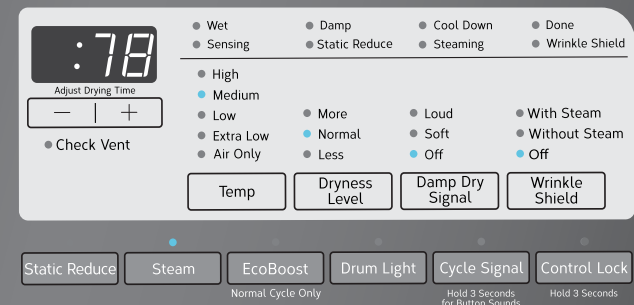 :78
Adjust Drying Time
— | +
Check Vent
Wet Damp Cool Down Done
Sensing Static Reduce Steaming Wrinkle Shield
High
Medium
Low More Loud With Steam
Extra Low Normal Soft Without Steam
Air Only Less Off Off
Temp
Dryness
Level
Damp Dry
Signal
Wrinkle
Shield
Static Reduce Steam EcoBoost Drum Light Cycle Signal Control Lock
Normal Cycle Only
Hold 3 Seconds
for Button Sounds
Hold 3 Seconds